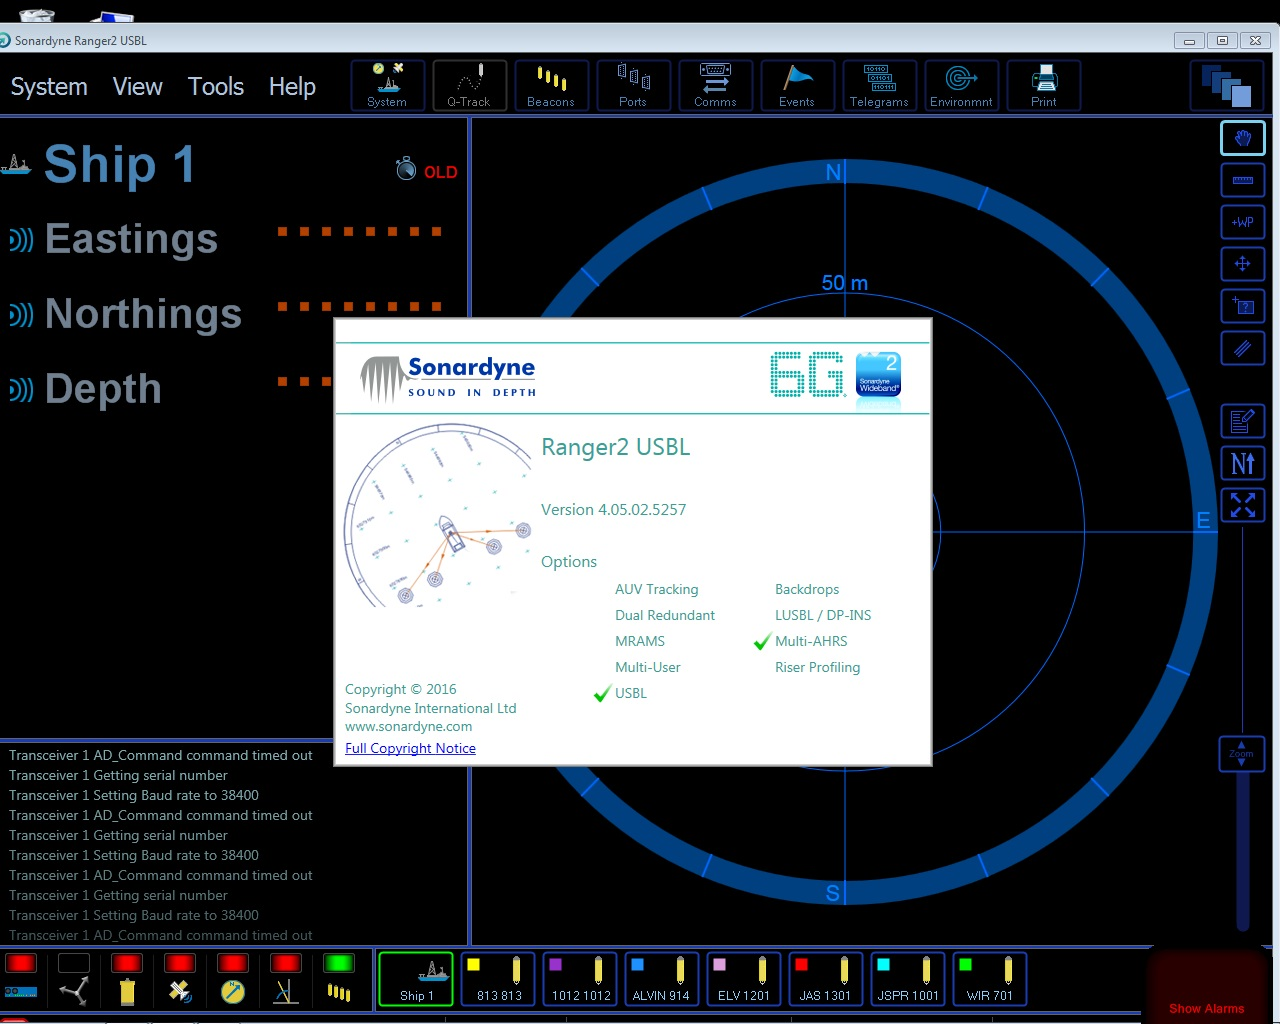 Sonardyne Ranger2 USBL
System View Tools Help
System Q-Track Beacons Ports Comms Events Telegrams Environmnt Print
Ship 1
OLD
Eastings
Northings
Depth
N
50 m
E
S
+WP
+?
N
Zoom
Sonardyne
SOUND IN DEPTH
6G
2
Sonardyne
Wideband
Ranger2 USBL
Version 4.05.02.5257
Options
AUV Tracking Backdrops
Dual Redundant LUSBL / DP-INS
MRAMS Multi-AHRS
Multi-User Riser Profiling
USBL
Copyright © 2016
Sonardyne International Ltd
www.sonardyne.com
Full Copyright Notice
Transceiver 1 AD_Command command timed out
Transceiver 1 Getting serial number
Transceiver 1 Setting Baud rate to 38400
Transceiver 1 AD_Command command timed out
Transceiver 1 Getting serial number
Transceiver 1 Setting Baud rate to 38400
Transceiver 1 AD_Command command timed out
Transceiver 1 Getting serial number
Transceiver 1 Setting Baud rate to 38400
Transceiver 1 AD_Command command timed out
Ship 1 813 813 1012 1012 ALVIN 914 ELV 1201 JAS 1301 JSPR 1001 WIR 701
Show Alarms